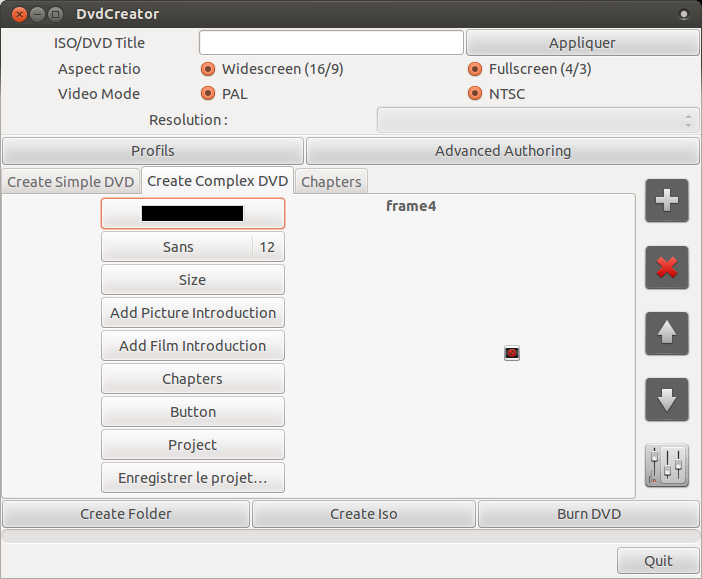 DvdCreator
ISO/DVD Title Appliquer
Aspect ratio Widescreen (16/9) Fullscreen (4/3)
Video Mode PAL NTSC
Resolution :
Profils Advanced Authoring
Create Simple DVD Create Complex DVD Chapters
frame4
Sans 12
Size
Add Picture Introduction
Add Film Introduction
Chapters
Button
Project
Enregistrer le projet...
Create Folder Create Iso Burn DVD
Quit